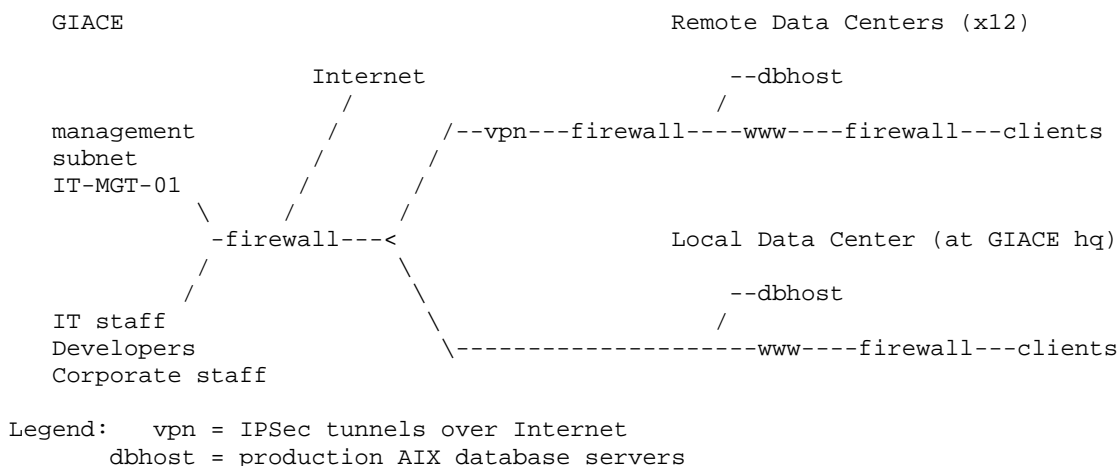 GIACE Remote Data Centers (x12)
Internet --dbhost
/ /
management / /--vpn---firewall----www----firewall---clients
subnet / /
IT-MGT-01 / /
\ / /
-firewall---< Local Data Center (at GIACE hq)
/ \
/ \ --dbhost
IT staff \ /
Developers \---------------------www----firewall---clients
Corporate staff
Legend: vpn = IPSec tunnels over Internet
dbhost = production AIX database servers